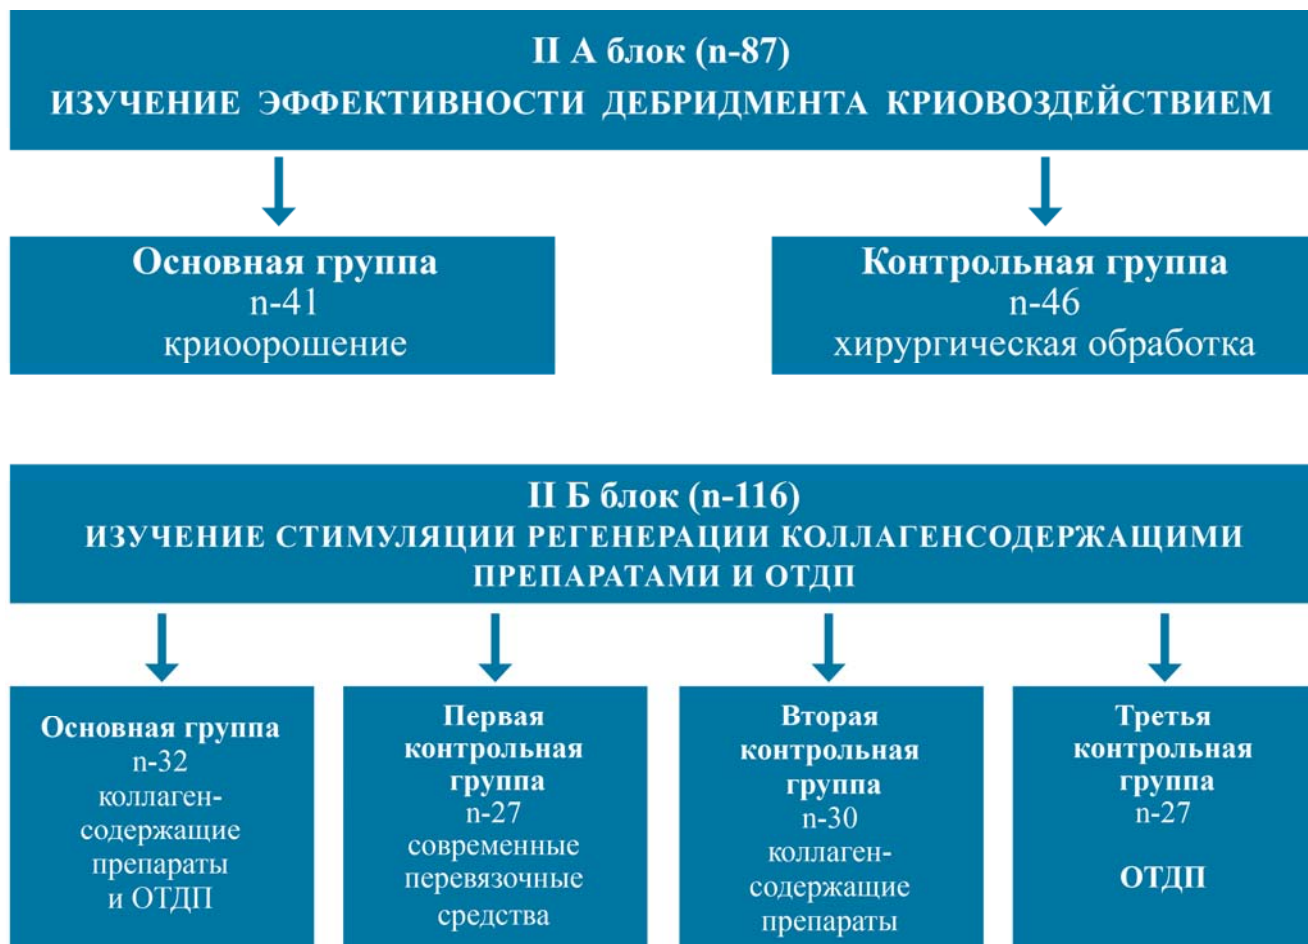 II А блок (n-87)
ИЗУЧЕНИЕ ЭФФЕКТИВНОСТИ ДЕБРИДМЕНТА КРИОВОЗДЕЙСТВИЕМ
Основная группа
n-41
криоорошение
Контрольная группа
n-46
хирургическая обработка
II Б блок (n-116)
ИЗУЧЕНИЕ СТИМУЛЯЦИИ РЕГЕНЕРАЦИИ КОЛЛАГЕНСОДЕРЖАЩИМИ
ПРЕПАРАТАМИ И ОТДП
Основная группа
n-32
коллаген-
содержащие
препараты
и ОТДП
Первая
контрольная
группа
n-27
современные
перевязочные
средства
Вторая
контрольная
группа
n-30
коллаген-
содержащие
препараты
Третья
контрольная
группа
n-27
ОТДП